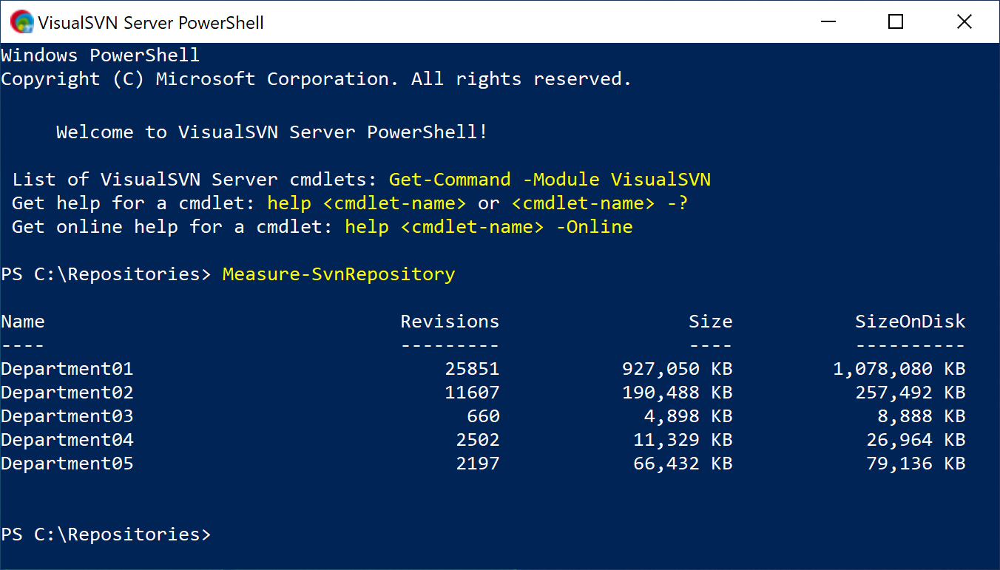 VisualSVN Server PowerShell
Windows PowerShell
Copyright (C) Microsoft Corporation. All rights reserved.
Welcome to VisualSVN Server PowerShell!
List of VisualSVN Server cmdlets: Get-Command -Module VisualSVN
Get help for a cmdlet: help <cmdlet-name> or <cmdlet-name> -?
Get online help for a cmdlet: help <cmdlet-name> -Online
PS C:\Repositories> Measure-SvnRepository
Name Revisions Size SizeOnDisk
---- --------- ---- ----------
Department01 25851 927,050 KB 1,078,080 KB
Department02 11607 190,488 KB 257,492 KB
Department03 660 4,898 KB 8,888 KB
Department04 2502 11,329 KB 26,964 KB
Department05 2197 66,432 KB 79,136 KB
PS C:\Repositories>